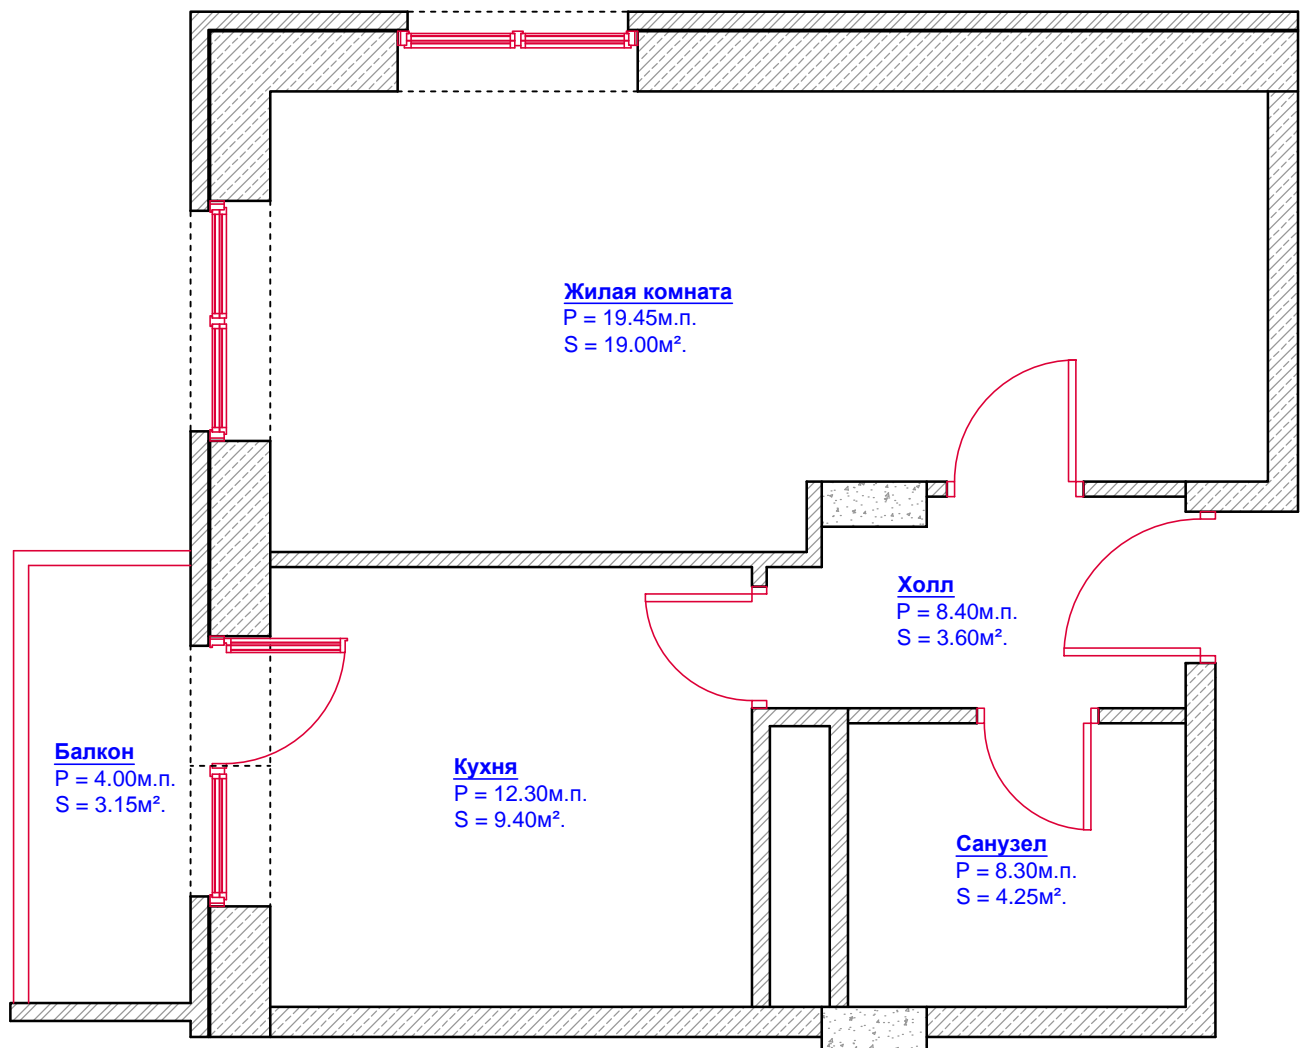 Жилая комната
P = 19.45м.п.
S = 19.00м².
Холл
P = 8.40м.п.
S = 3.60м².
Балкон
P = 4.00м.п.
S = 3.15м².
Кухня
P = 12.30м.п.
S = 9.40м².
Санузел
P = 8.30м.п.
S = 4.25м².